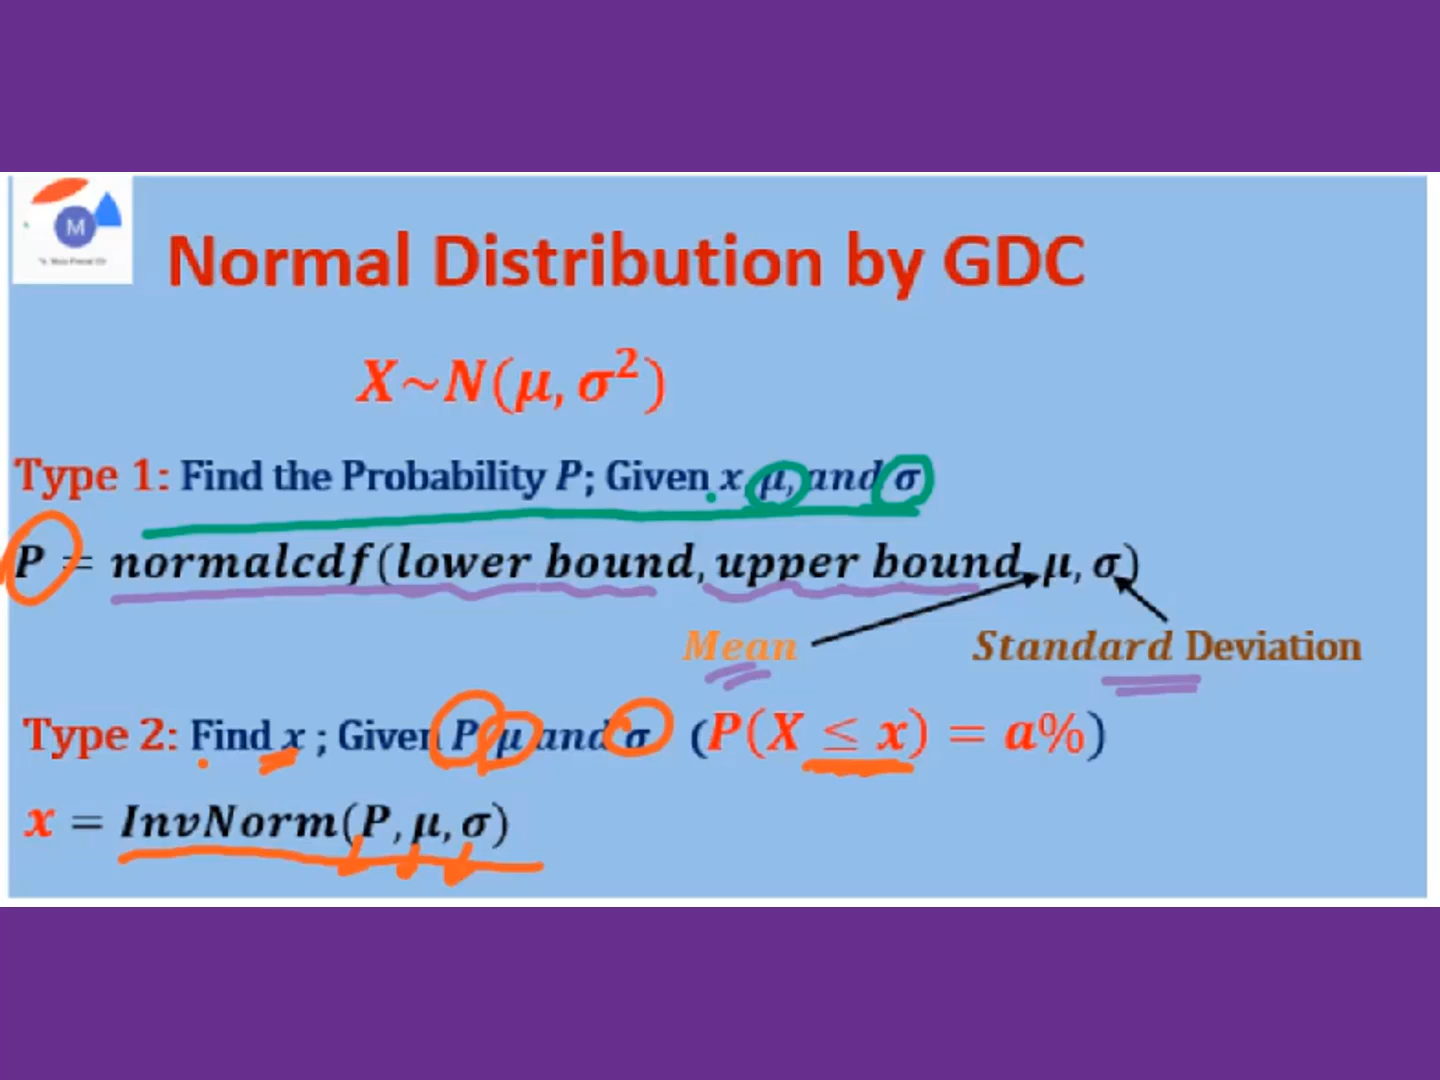 M
Normal Distribution by GDC
X~N(μ, σ²)
Type 1: Find the Probability P; Given x, μ, and σ
P = normalcdf(lower bound, upper bound, μ, σ)
Mean Standard Deviation
Type 2: Find x ; Given P, μ and σ (P(X ≤ x) = a%)
x = InvNorm(P, μ, σ)